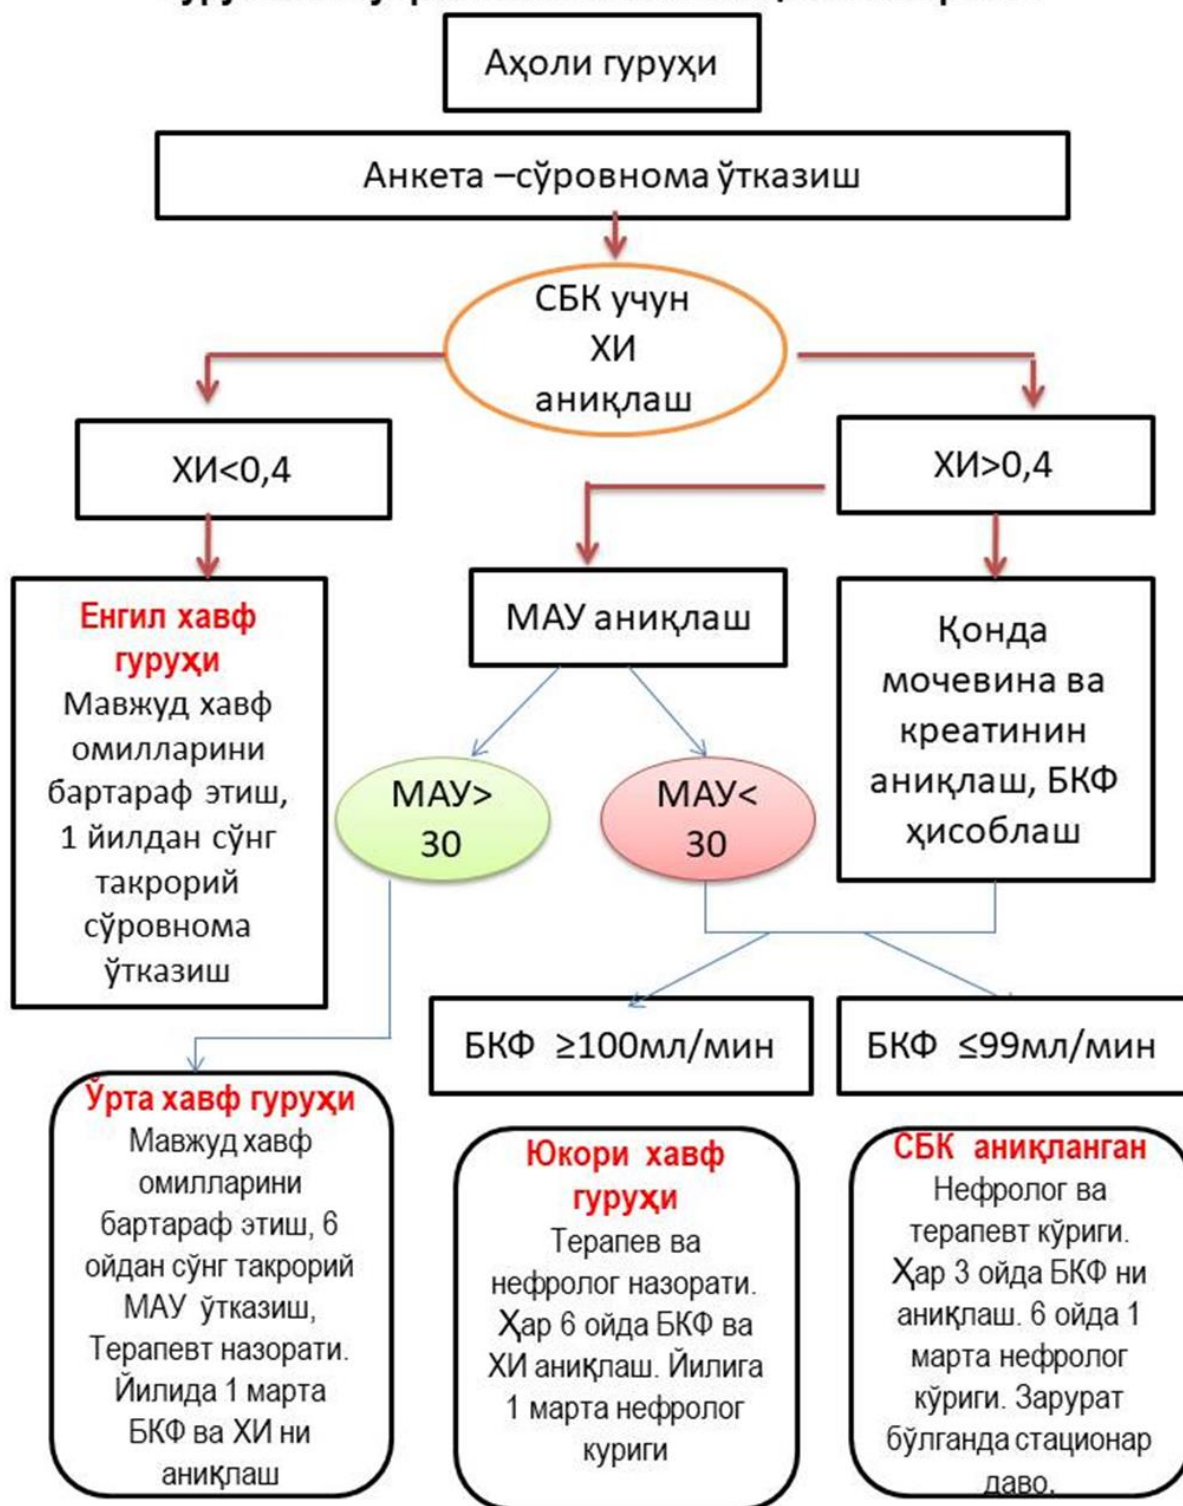 Аҳоли гуруҳи
Анкета –сўровнома ўтказиш
СБК учун
ХИ
аниқлаш
ХИ<0,4
ХИ>0,4
Енгил хавф
гуруҳи
Мавжуд хавф
омилларини
бартараф этиш,
1 йилдан сўнг
такрорий
сўровнома
ўтказиш
МАУ аниқлаш
Қонда
мочевина ва
креатинин
аниқлаш, БКФ
ҳисоблаш
МАУ>
30
МАУ<
30
БКФ ≥100мл/мин
БКФ ≤99мл/мин
Ўрта хавф гуруҳи
Мавжуд хавф
омилларини
бартараф этиш, 6
ойдан сўнг такрорий
МАУ ўтказиш,
Терапевт назорати.
Йилида 1 марта
БКФ ва ХИ ни
аниқлаш
Юкори хавф
гуруҳи
Терапев ва
нефролог назорати.
Ҳар 6 ойда БКФ ва
ХИ аниқлаш. Йилига
1 марта нефролог
куриги
СБК аниқланган
Нефролог ва
терапевт кўриги.
Ҳар 3 ойда БКФ ни
аниқлаш. 6 ойда 1
марта нефролог
кўриги. Зарурат
бўлганда стационар
даво.